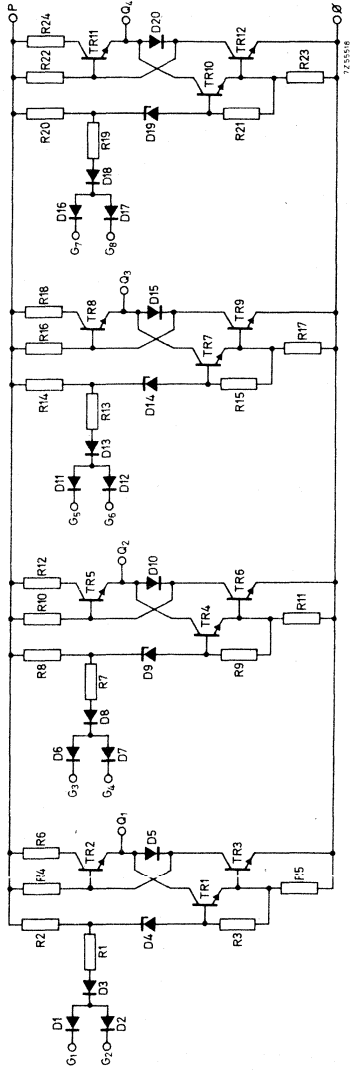 P
R24
TR11
Q4
D20
TR12
Ø
R22
TR10
R23
R20
D19
R21
R19
D18
D16
D17
G7
G8
7Z55518
R18
TR8
Q3
D15
TR9
R16
TR7
R17
R14
D14
R15
R13
D13
D11
D12
G5
G6
R12
TR5
Q2
D10
TR6
R10
TR4
R11
R8
D9
R9
R7
D8
D6
D7
G3
G4
R6
TR2
Q1
D5
TR3
R4
TR1
R5
R2
D4
R3
R1
D3
D1
D2
G1
G2